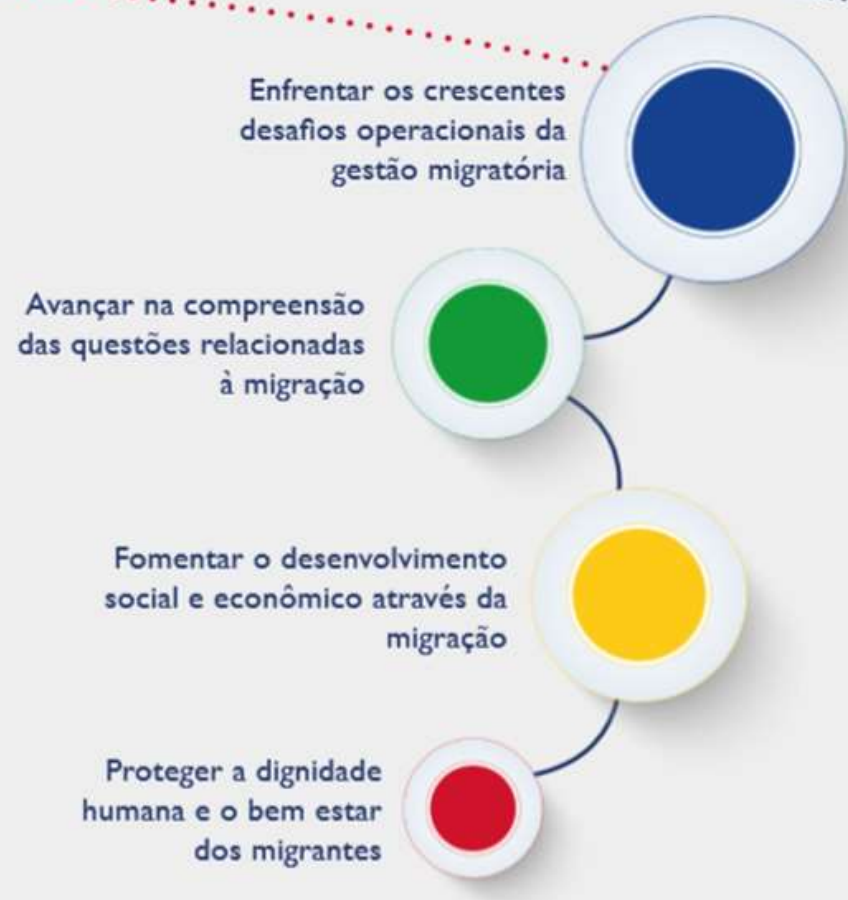 Enfrentar os crescentes
desafios operacionais da
gestão migratória
Avançar na compreensão
das questões relacionadas
à migração
Fomentar o desenvolvimento
social e econômico através da
migração
Proteger a dignidade
humana e o bem estar
dos migrantes